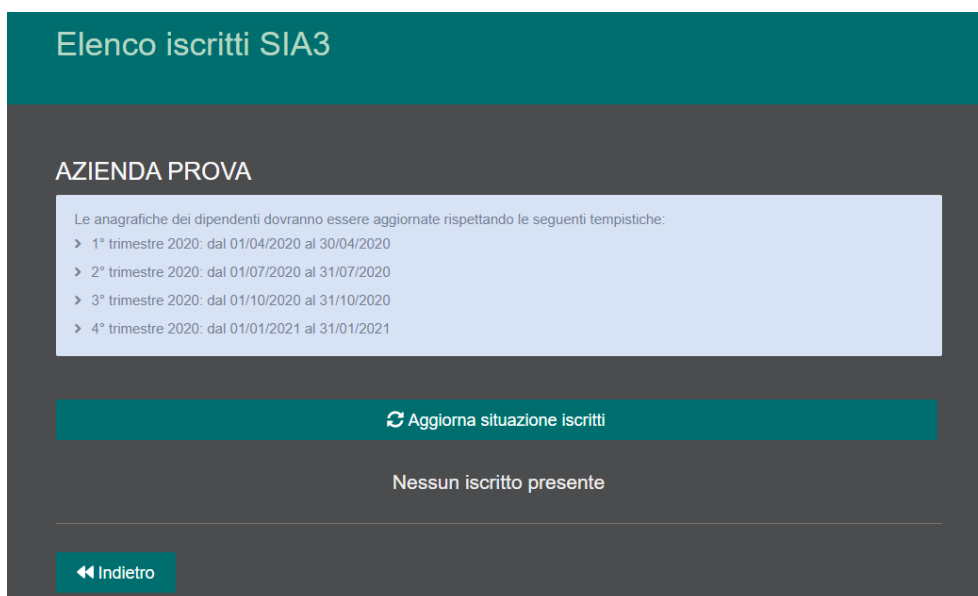 Elenco iscritti SIA3
AZIENDA PROVA
Le anagrafiche dei dipendenti dovranno essere aggiornate rispettando le seguenti tempistiche:
1° trimestre 2020: dal 01/04/2020 al 30/04/2020
2° trimestre 2020: dal 01/07/2020 al 31/07/2020
3° trimestre 2020: dal 01/10/2020 al 31/10/2020
4° trimestre 2020: dal 01/01/2021 al 31/01/2021
Aggiorna situazione iscritti
Nessun iscritto presente
Indietro